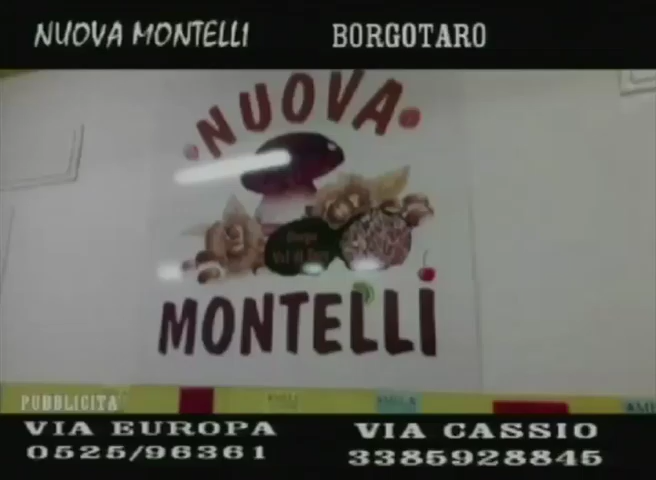 NUOVA MONTELLI BORGOTARO
NUOVA
MONTELLI
PUBBLICITA'
VIA EUROPA VIA CASSIO
0525/96361 3385928845